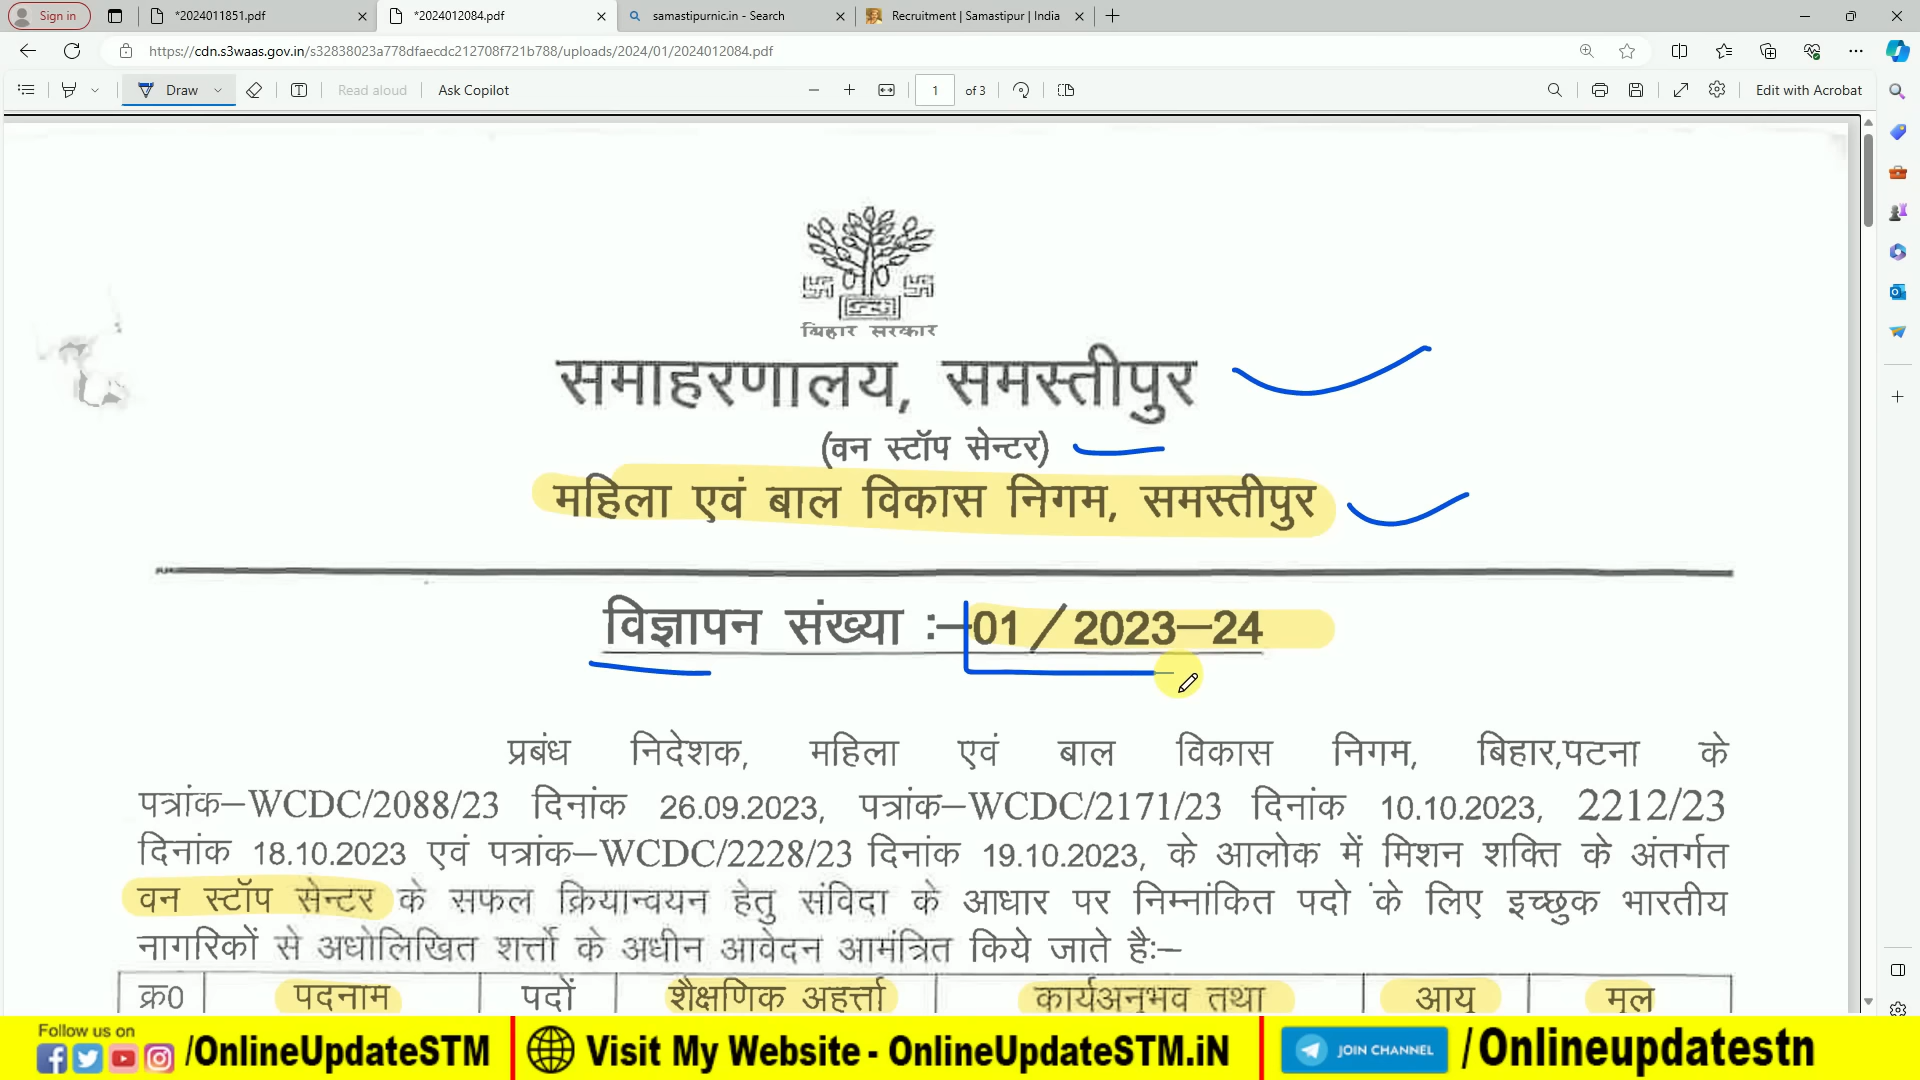 Sign in
*2024011851.pdf
*2024012084.pdf
samastipurnic.in - Search
Recruitment | Samastipur | India
https://cdn.s3waas.gov.in/s32838023a778dfaecdc212708f721b788/uploads/2024/01/2024012084.pdf
Draw
Read aloud
Ask Copilot
1 of 3
Edit with Acrobat
बिहार सरकार
समाहरणालय, समस्तीपुर
(वन स्टॉप सेन्टर)
महिला एवं बाल विकास निगम, समस्तीपुर
विज्ञापन संख्या :–01/2023–24
प्रबंध निदेशक, महिला एवं बाल विकास निगम, बिहार,पटना के
पत्रांक–WCDC/2088/23 दिनांक 26.09.2023, पत्रांक–WCDC/2171/23 दिनांक 10.10.2023, 2212/23
दिनांक 18.10.2023 एवं पत्रांक–WCDC/2228/23 दिनांक 19.10.2023, के आलोक में मिशन शक्ति के अंतर्गत
वन स्टॉप सेन्टर के सफल क्रियान्वयन हेतु संविदा के आधार पर निम्नांकित पदो के लिए इच्छुक भारतीय
नागरिकों से अधोलिखित शर्त्तो के अधीन आवेदन आमंत्रित किये जाते हैः–
क्र0 पदनाम पदों शैक्षणिक अहर्त्ता कार्यअनुभव तथा आयु मूल
Follow us on
/OnlineUpdateSTM
Visit My Website - OnlineUpdateSTM.iN
JOIN CHANNEL
/Onlineupdatestn